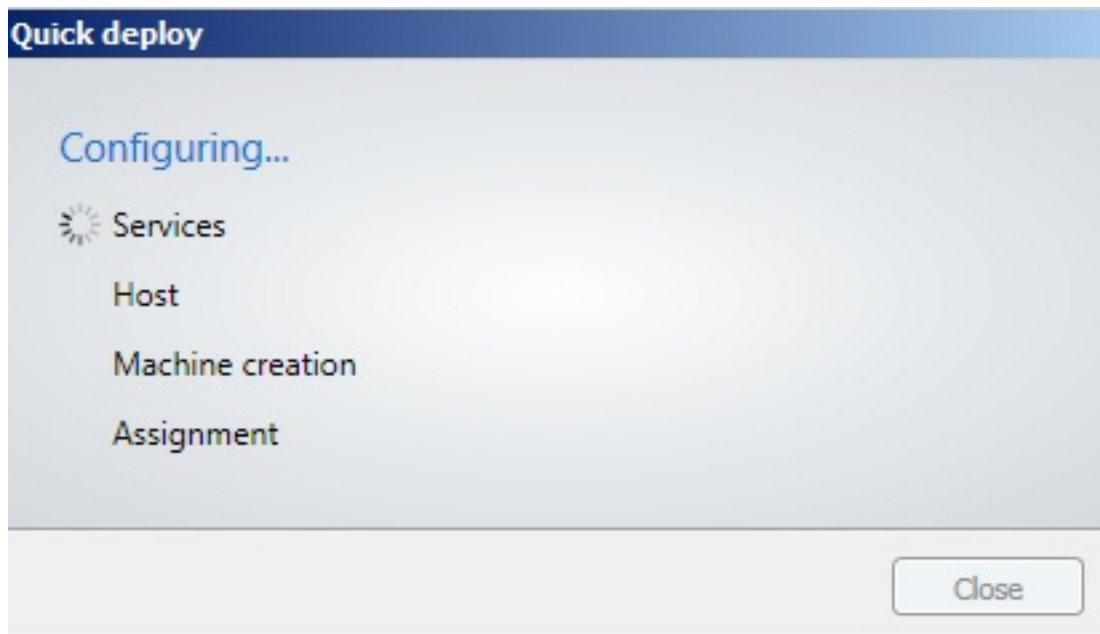 Quick deploy
Configuring...
Services
Host
Machine creation
Assignment
Close